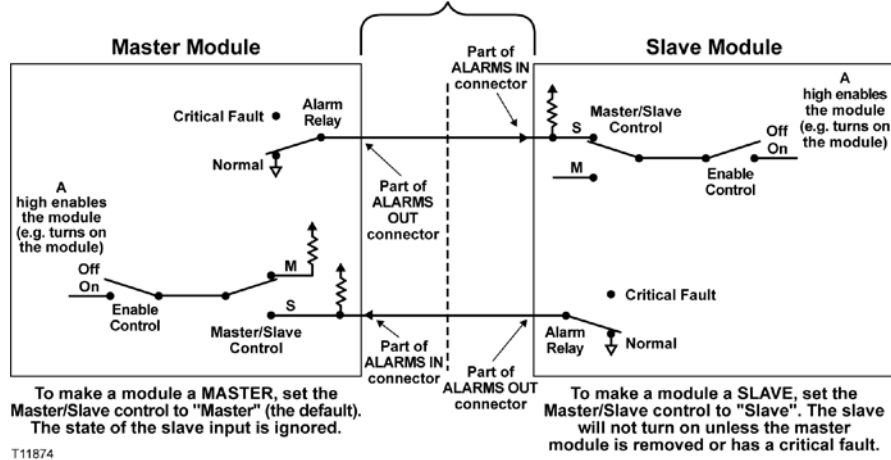 Master Module
Slave Module
Critical Fault
Alarm
Relay
Normal
A
high enables
the module
(e.g. turns on
the module)
Off
On
Enable
Control
M
S
Master/Slave
Control
Part of
ALARMS IN
connector
Part of
ALARMS
OUT
connector
Part of
ALARMS IN
connector
Part of
ALARMS OUT
connector
S
M
Master/Slave
Control
A
high enables
the module
(e.g. turns on
the module)
Off
On
Enable
Control
Critical Fault
Alarm
Relay
Normal
To make a module a MASTER, set the
Master/Slave control to "Master" (the default).
The state of the slave input is ignored.
To make a module a SLAVE, set the
Master/Slave control to "Slave". The slave
will not turn on unless the master
module is removed or has a critical fault.
T11874